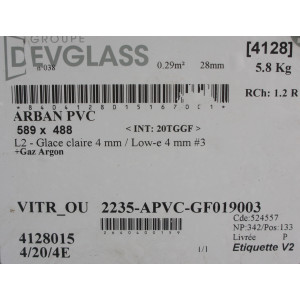 GROUPE
DEVGLASS
[4128]
n°038 0.29m² 28mm 5.8 Kg
RCh: 1.2 R
*864041280151670C1*
ARBAN PVC
589 x 488 < INT: 20TGGF >
L2 - Glace claire 4 mm / Low-e 4 mm #3
+Gaz Argon
VITR_OU 2235-APVC-GF019003
Cde:524557
NP:342/Pos:133
4128015 Livrée P
4/20/4E 1/1 Etiquette V2